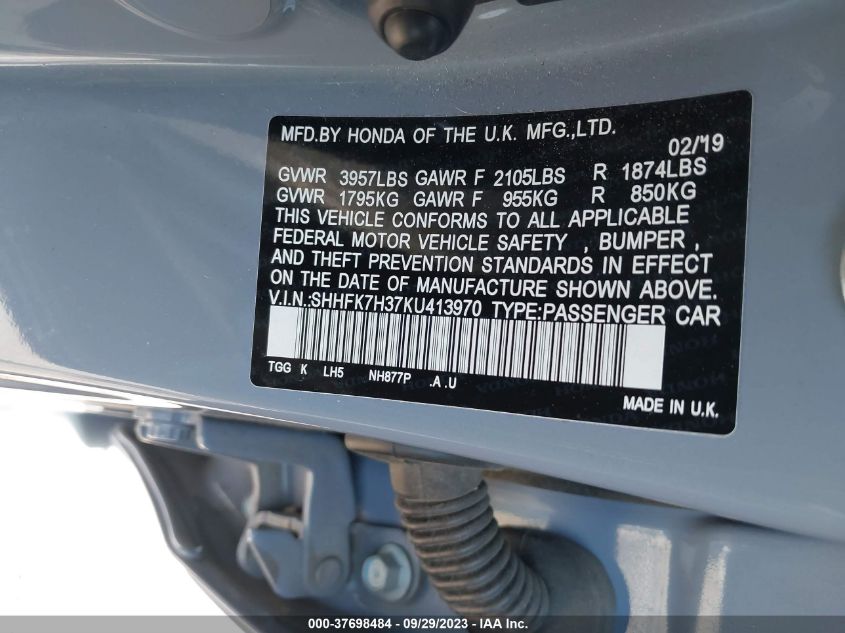 MFD.BY HONDA OF THE U.K. MFG.,LTD.
02/'19
GVWR 3957LBS GAWR F 2105LBS R 1874LBS
GVWR 1795KG GAWR F 955KG R 850KG
THIS VEHICLE CONFORMS TO ALL APPLICABLE
FEDERAL MOTOR VEHICLE SAFETY , BUMPER ,
AND THEFT PREVENTION STANDARDS IN EFFECT
ON THE DATE OF MANUFACTURE SHOWN ABOVE.
V.I.N.:SHHFK7H37KU413970 TYPE:PASSENGER CAR
TGG K LH5 NH877P .A .U
MADE IN U.K.
000-37698484 - 09/29/2023 - IAA Inc.